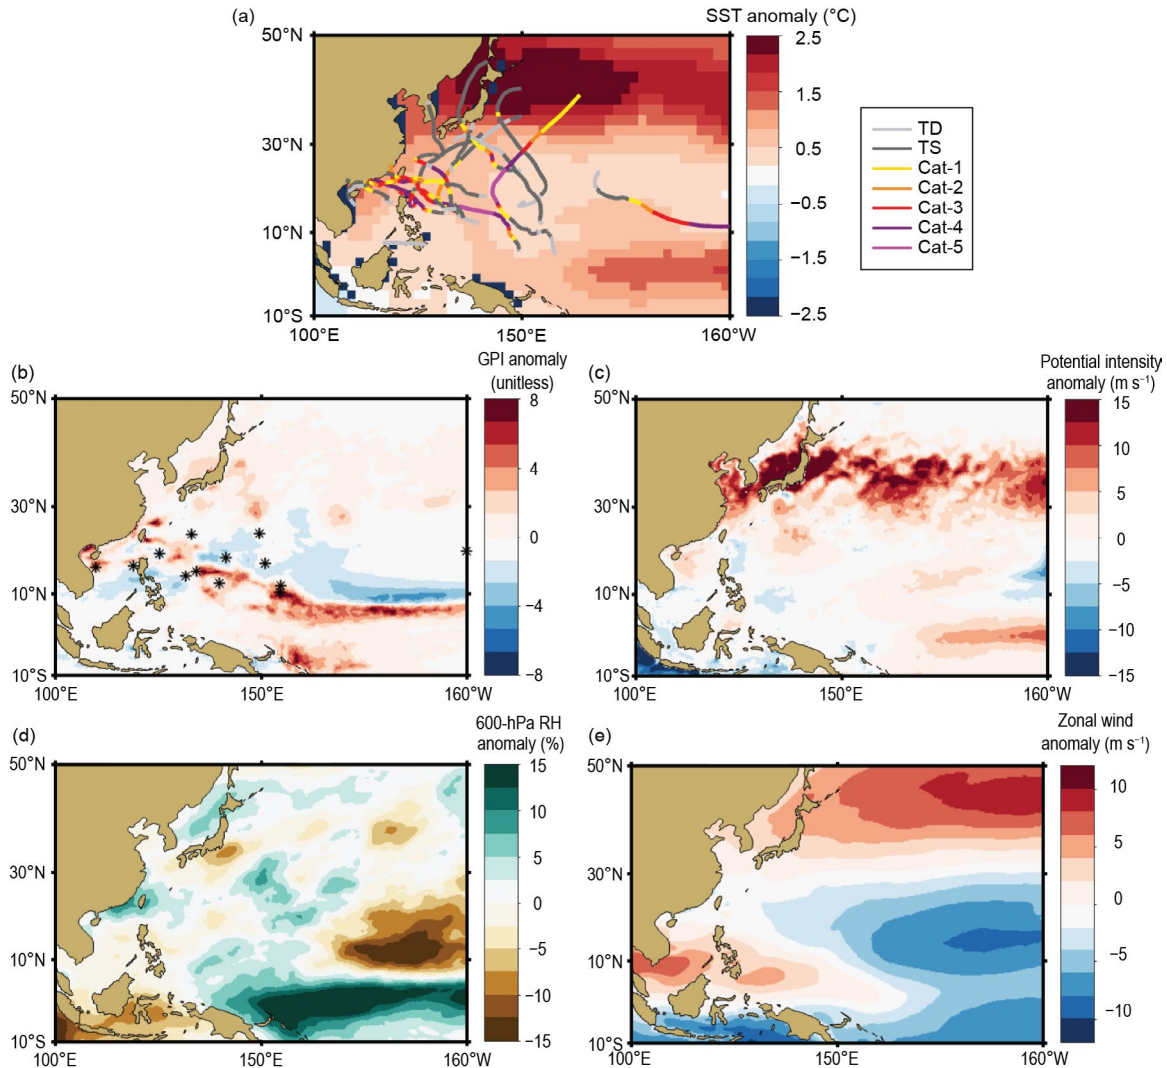 (a)
SST anomaly (°C)
50°N
30°N
10°N
10°S
100°E
150°E
160°W
2.5
1.5
0.5
−0.5
−1.5
−2.5
TD
TS
Cat-1
Cat-2
Cat-3
Cat-4
Cat-5
(b)
GPI anomaly
(unitless)
50°N
30°N
10°N
10°S
100°E
150°E
160°W
8
4
0
−4
−8
(c)
Potential intensity
anomaly (m s⁻¹)
50°N
30°N
10°N
10°S
100°E
150°E
160°W
15
10
5
0
−5
−10
−15
(d)
600-hPa RH
anomaly (%)
50°N
30°N
10°N
10°S
100°E
150°E
160°W
15
10
5
0
−5
−10
−15
(e)
Zonal wind
anomaly (m s⁻¹)
50°N
30°N
10°N
10°S
100°E
150°E
160°W
10
5
0
−5
−10